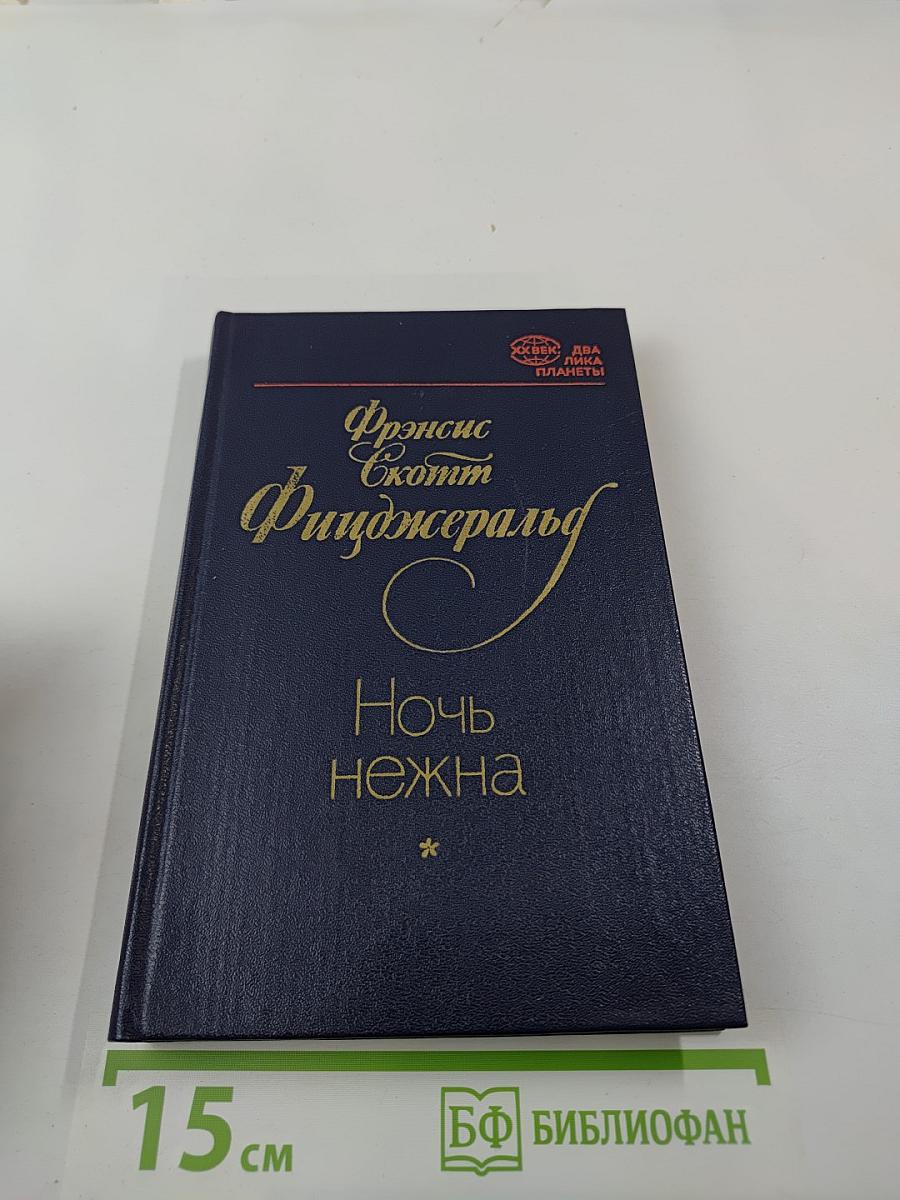 XX ВЕК: ДВА
ЛИКА
ПЛАНЕТЫ
Фрэнсис
Скотт
Фицджеральд
Ночь
нежна
*
15 см
БФ БИБЛИОФАН